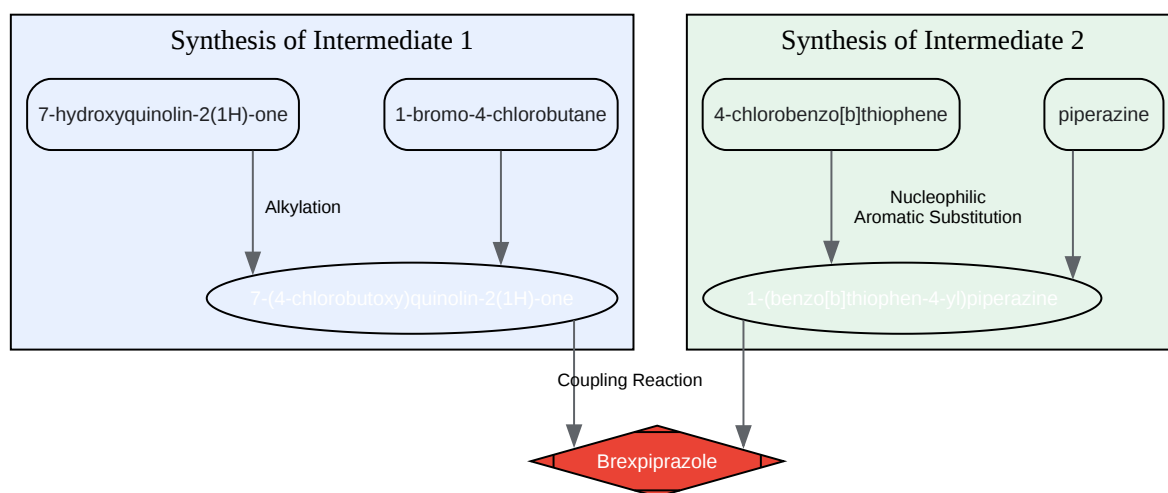 Synthesis of Intermediate 1
Synthesis of Intermediate 2
7-hydroxyquinolin-2(1H)-one
1-bromo-4-chlorobutane
4-chlorobenzo[b]thiophene
piperazine
Alkylation
Nucleophilic
Aromatic Substitution
7-(4-chlorobutoxy)quinolin-2(1H)-one
1-(benzo[b]thiophen-4-yl)piperazine
Coupling Reaction
Brexpiprazole